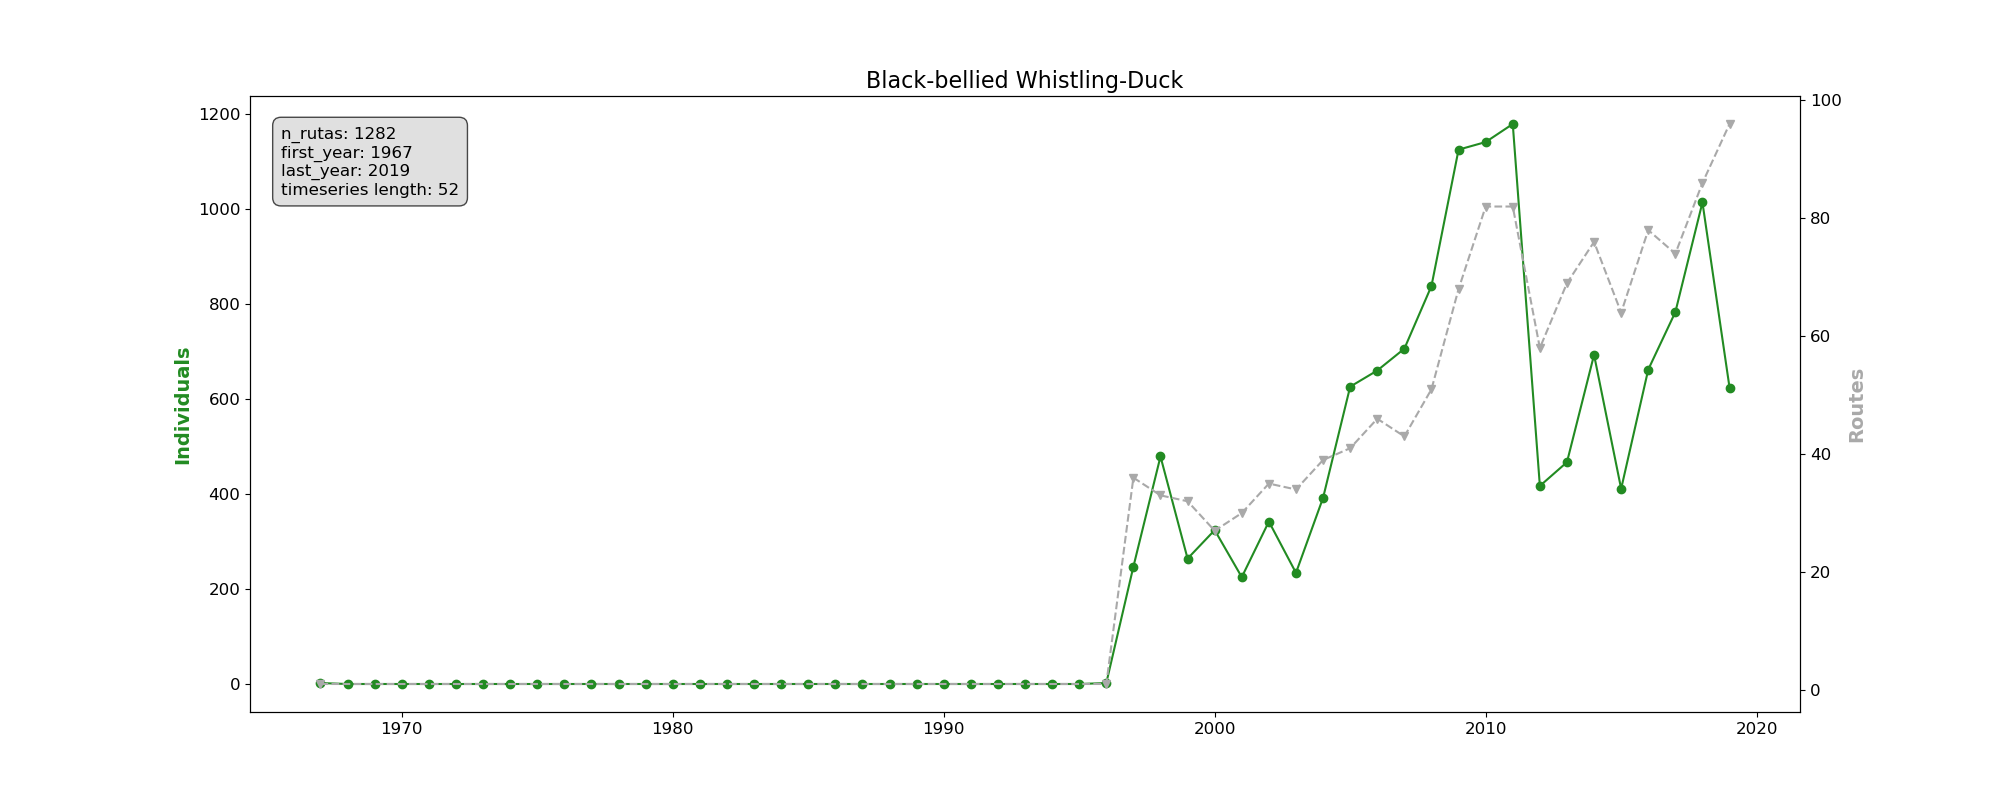 Black-bellied Whistling-Duck
n_rutas: 1282
first_year: 1967
last_year: 2019
timeseries length: 52
1200
1000
800
600
400
200
0
Individuals
100
80
60
40
20
0
Routes
1970
1980
1990
2000
2010
2020